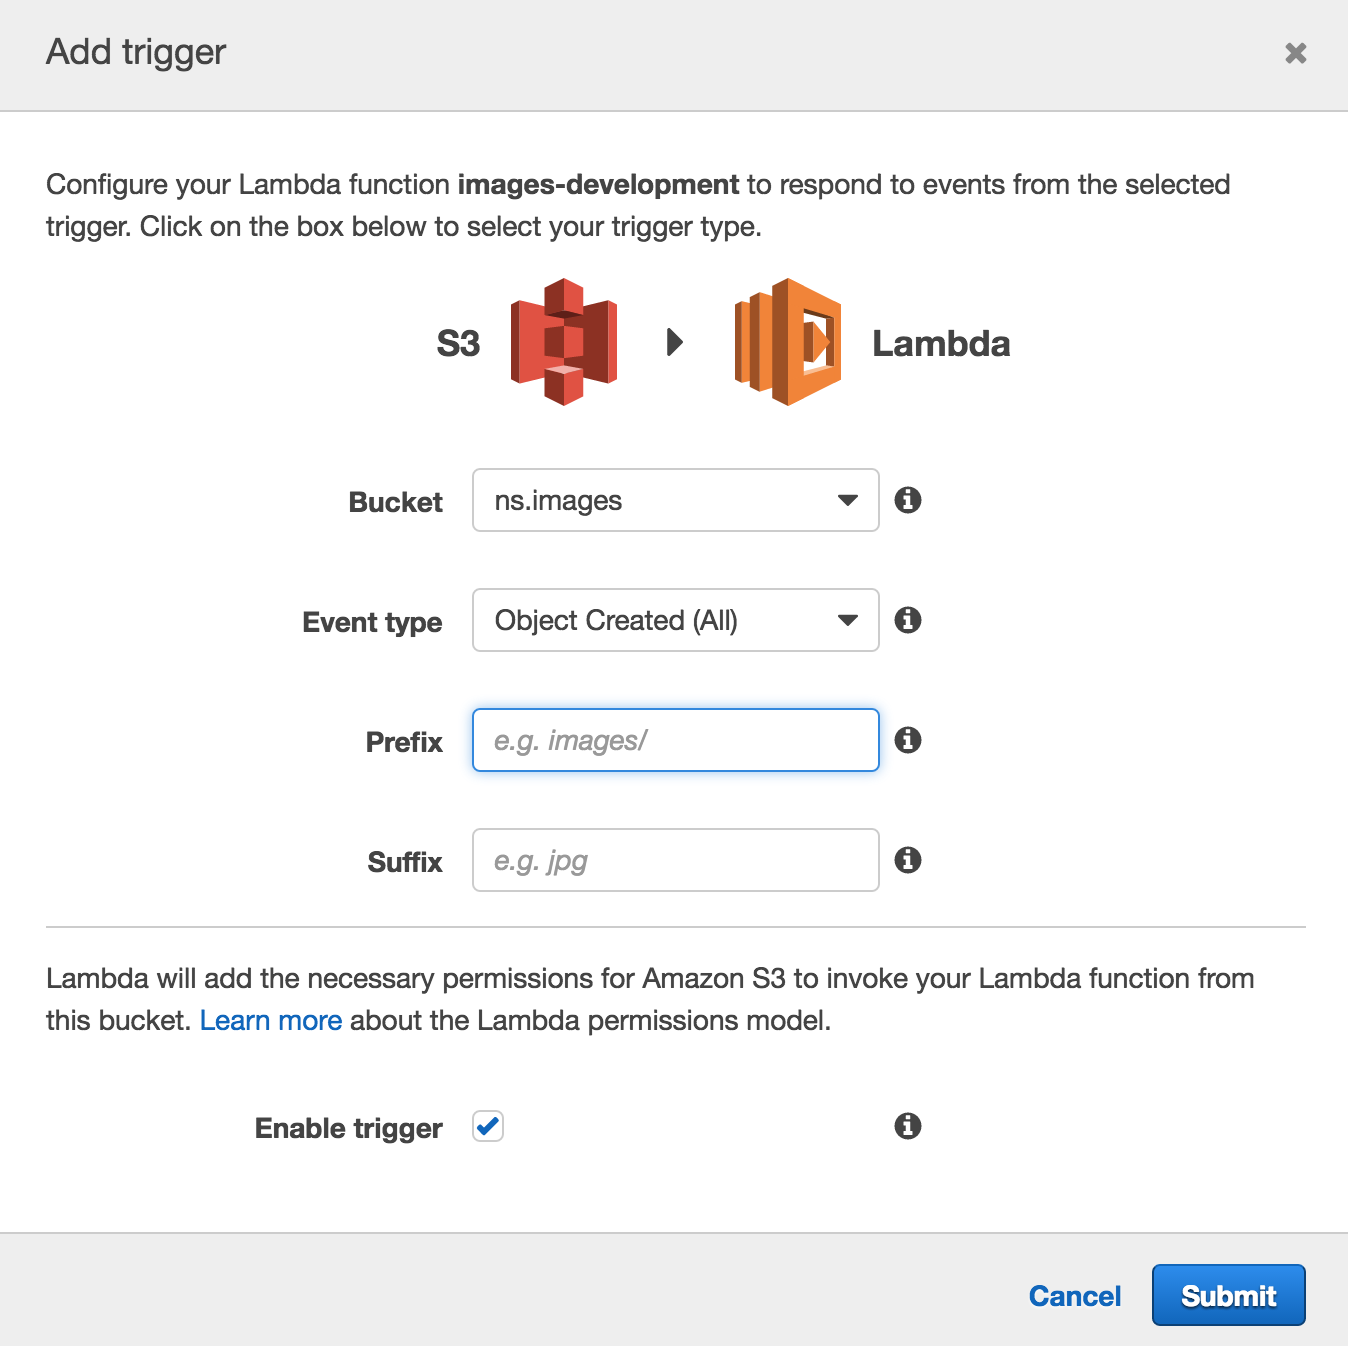 Add trigger
Configure your Lambda function images-development to respond to events from the selected
trigger. Click on the box below to select your trigger type.
S3
Lambda
Bucket
ns.images
Event type
Object Created (All)
Prefix
e.g. images/
Suffix
e.g. jpg
Lambda will add the necessary permissions for Amazon S3 to invoke your Lambda function from
this bucket. Learn more about the Lambda permissions model.
Enable trigger
Cancel
Submit